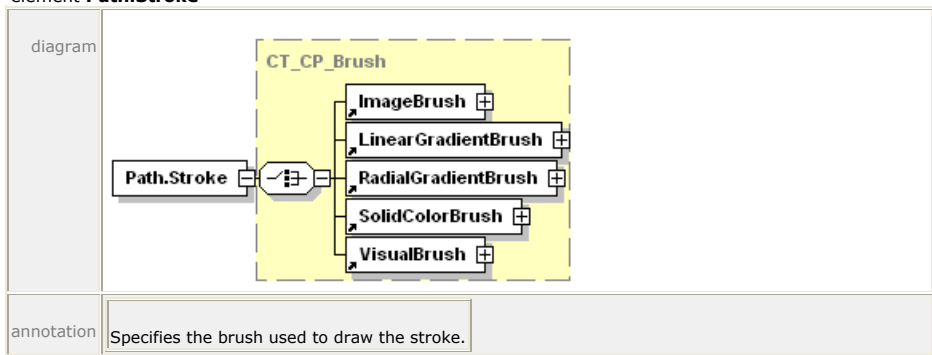 element Path.Stroke
diagram
CT_CP_Brush
ImageBrush
LinearGradientBrush
Path.Stroke
RadialGradientBrush
SolidColorBrush
VisualBrush
annotation
Specifies the brush used to draw the stroke.